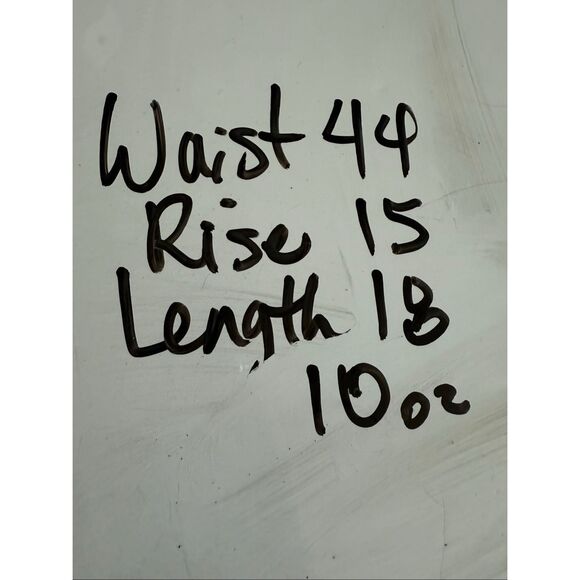 Waist 44
Rise 15
Length 18
10oz